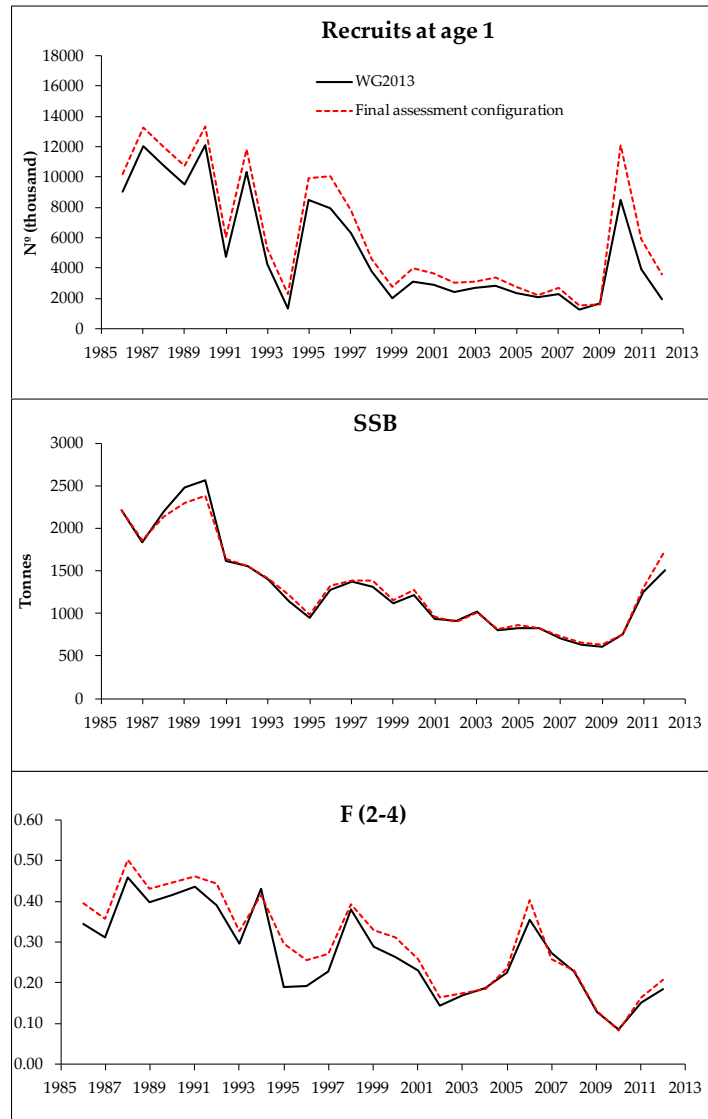 Recruits at age 1
18000
16000
14000
12000
10000
8000
6000
4000
2000
0
Nº (thousand)
WG2013
Final assessment configuration
1985 1987 1989 1991 1993 1995 1997 1999 2001 2003 2005 2007 2009 2011 2013
SSB
3000
2500
2000
1500
1000
500
0
Tonnes
1985 1987 1989 1991 1993 1995 1997 1999 2001 2003 2005 2007 2009 2011 2013
F (2-4)
0.60
0.50
0.40
0.30
0.20
0.10
0.00
1985 1987 1989 1991 1993 1995 1997 1999 2001 2003 2005 2007 2009 2011 2013